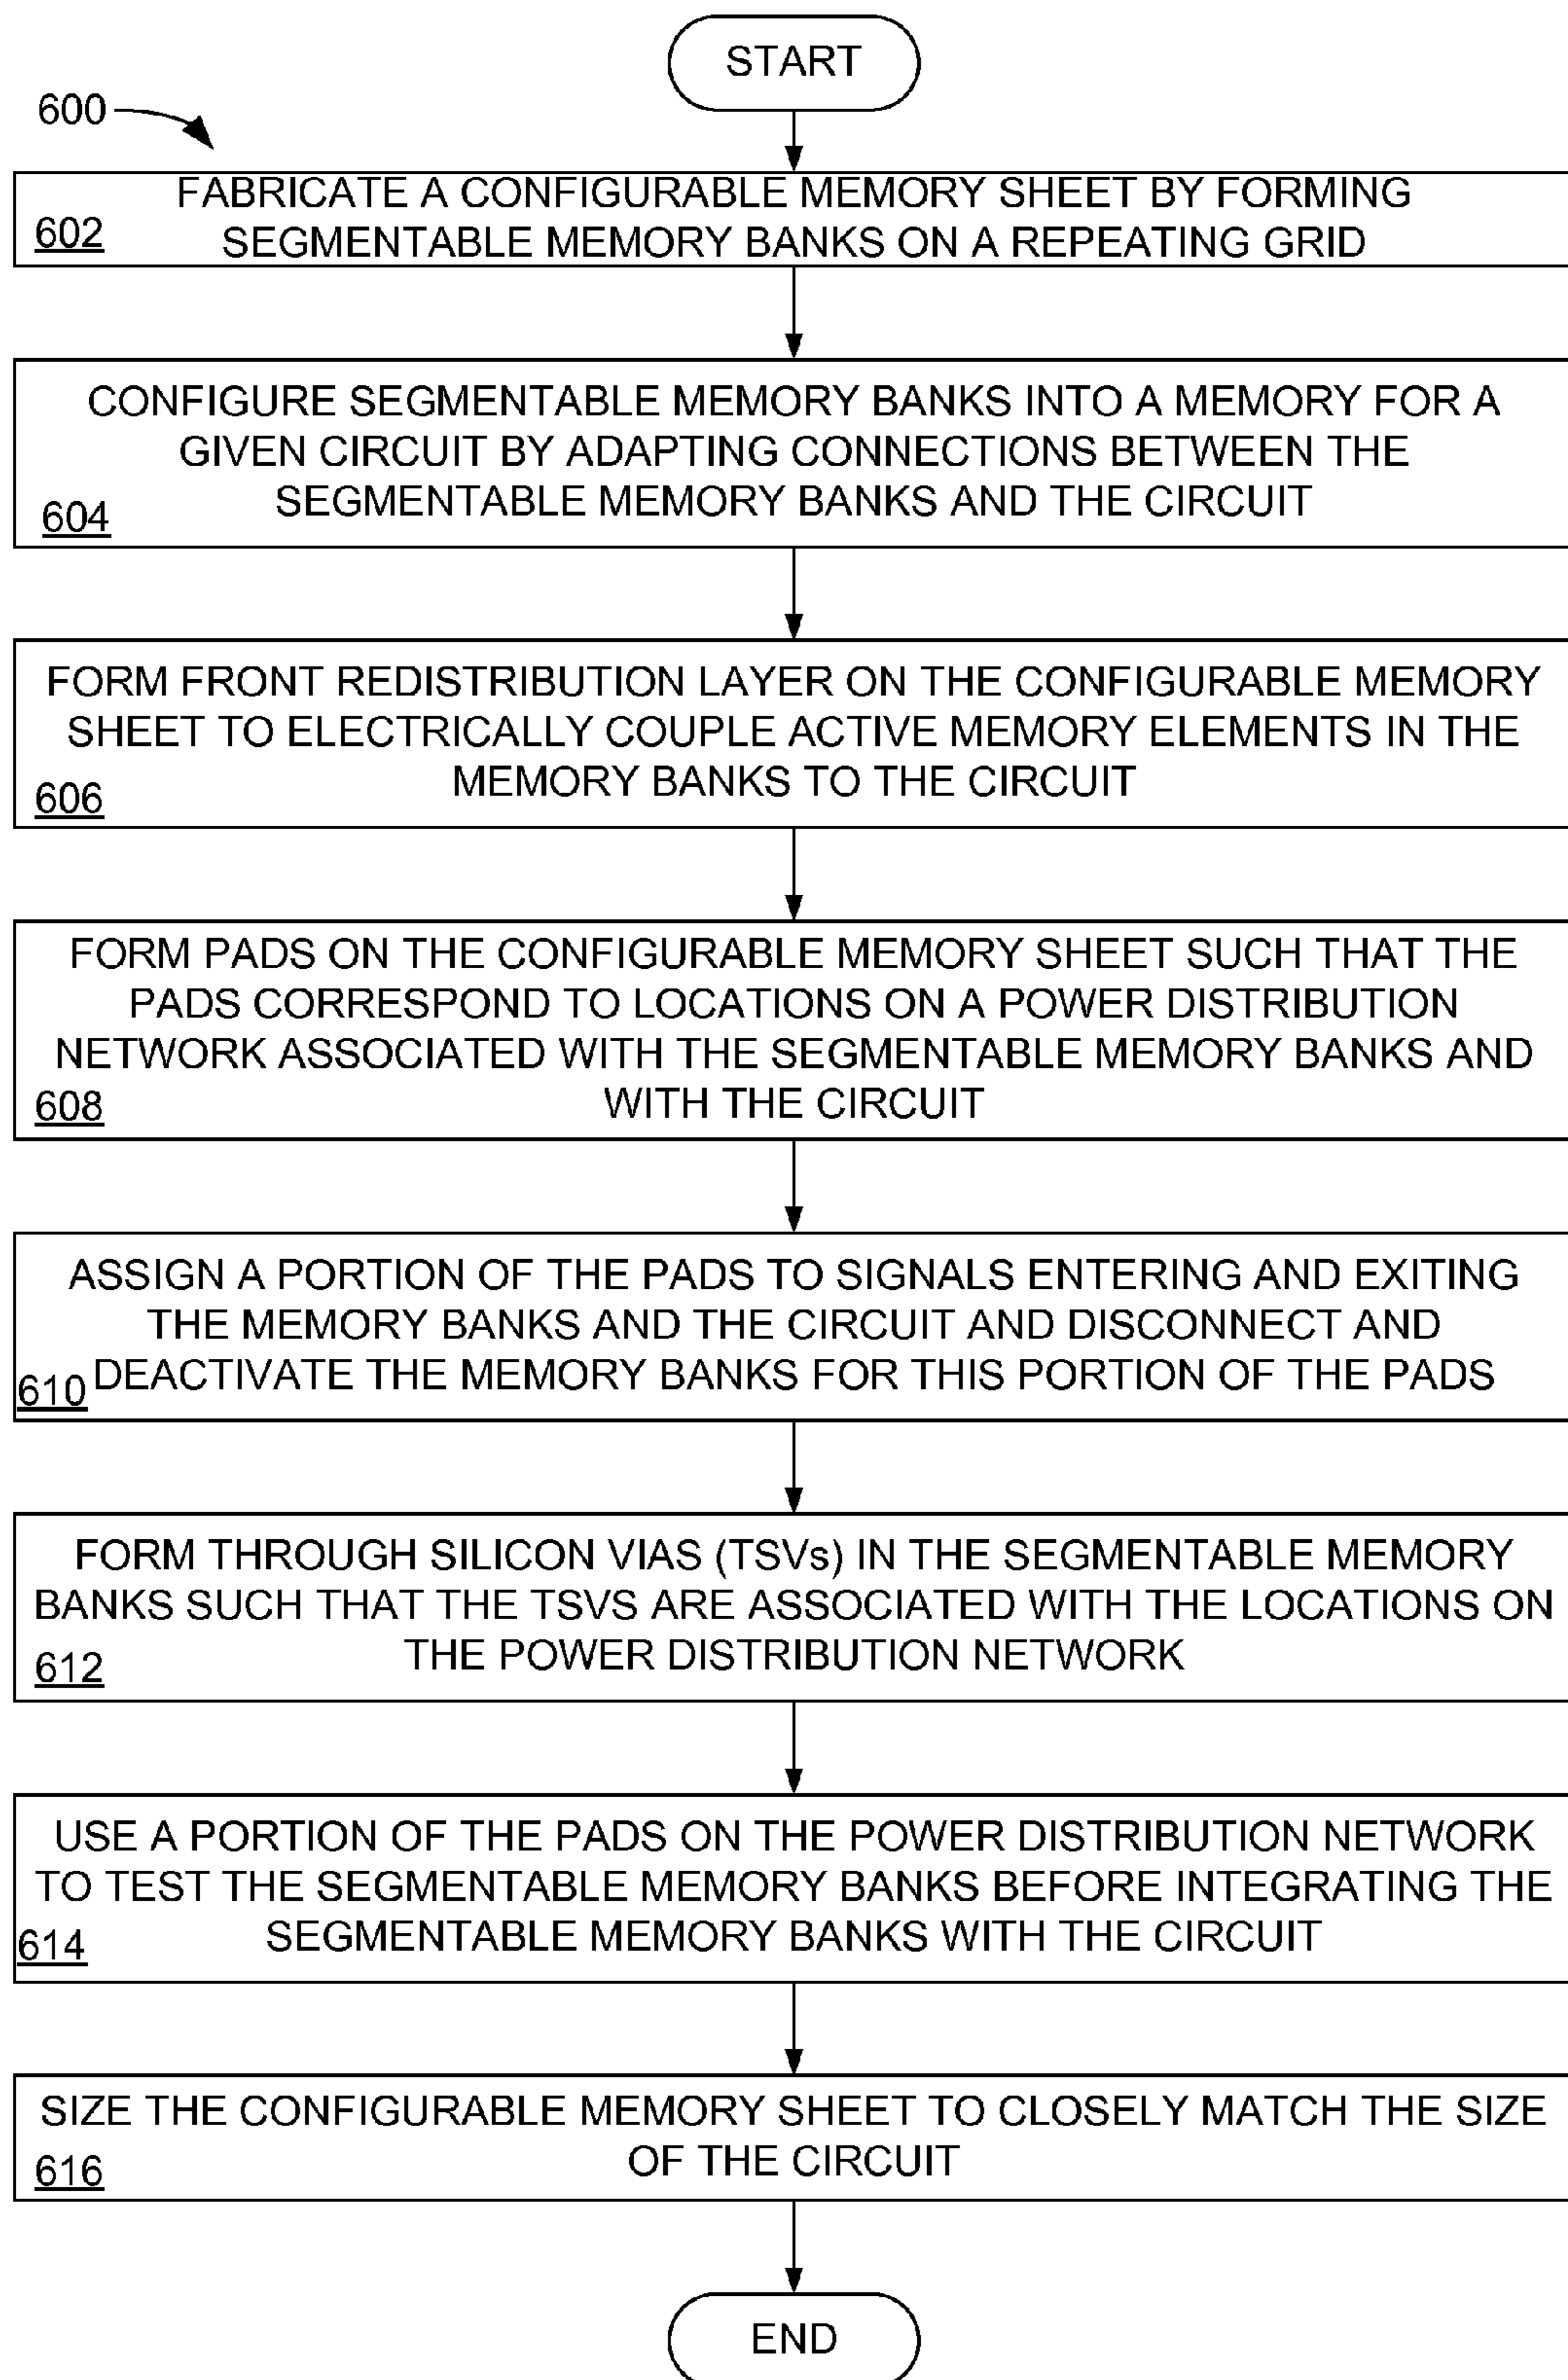 START
600
FABRICATE A CONFIGURABLE MEMORY SHEET BY FORMING
SEGMENTABLE MEMORY BANKS ON A REPEATING GRID
602
CONFIGURE SEGMENTABLE MEMORY BANKS INTO A MEMORY FOR A
GIVEN CIRCUIT BY ADAPTING CONNECTIONS BETWEEN THE
SEGMENTABLE MEMORY BANKS AND THE CIRCUIT
604
FORM FRONT REDISTRIBUTION LAYER ON THE CONFIGURABLE MEMORY
SHEET TO ELECTRICALLY COUPLE ACTIVE MEMORY ELEMENTS IN THE
MEMORY BANKS TO THE CIRCUIT
606
FORM PADS ON THE CONFIGURABLE MEMORY SHEET SUCH THAT THE
PADS CORRESPOND TO LOCATIONS ON A POWER DISTRIBUTION
NETWORK ASSOCIATED WITH THE SEGMENTABLE MEMORY BANKS AND
WITH THE CIRCUIT
608
ASSIGN A PORTION OF THE PADS TO SIGNALS ENTERING AND EXITING
THE MEMORY BANKS AND THE CIRCUIT AND DISCONNECT AND
DEACTIVATE THE MEMORY BANKS FOR THIS PORTION OF THE PADS
610
FORM THROUGH SILICON VIAS (TSVs) IN THE SEGMENTABLE MEMORY
BANKS SUCH THAT THE TSVS ARE ASSOCIATED WITH THE LOCATIONS ON
THE POWER DISTRIBUTION NETWORK
612
USE A PORTION OF THE PADS ON THE POWER DISTRIBUTION NETWORK
TO TEST THE SEGMENTABLE MEMORY BANKS BEFORE INTEGRATING THE
SEGMENTABLE MEMORY BANKS WITH THE CIRCUIT
614
SIZE THE CONFIGURABLE MEMORY SHEET TO CLOSELY MATCH THE SIZE
OF THE CIRCUIT
616
END